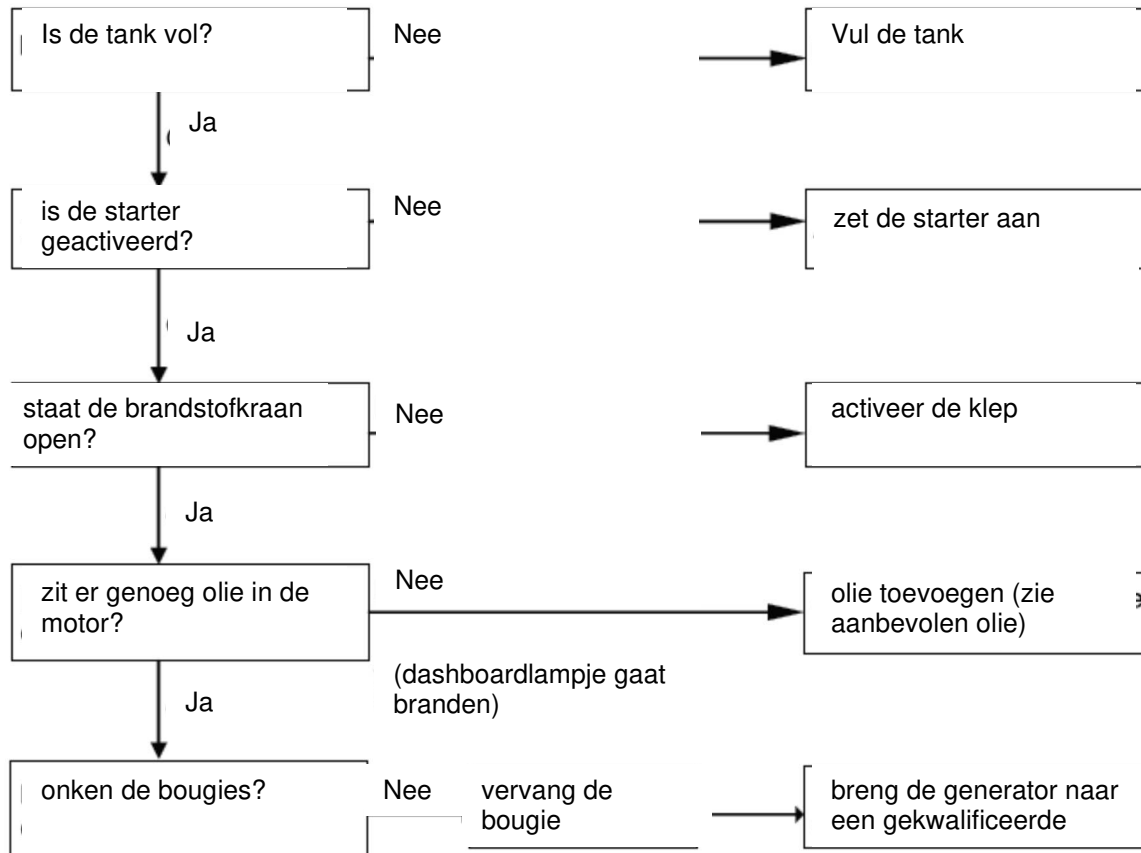 Is de tank vol?
Nee
Vul de tank
Ja
is de starter
geactiveerd?
Nee
zet de starter aan
Ja
staat de brandstofkraan
open?
Nee
activeer de klep
Ja
zit er genoeg olie in de
motor?
Nee
(dashboardlampje gaat
branden)
olie toevoegen (zie
aanbevolen olie)
Ja
onken de bougies?
Nee
vervang de
bougie
breng de generator naar
een gekwalificeerde